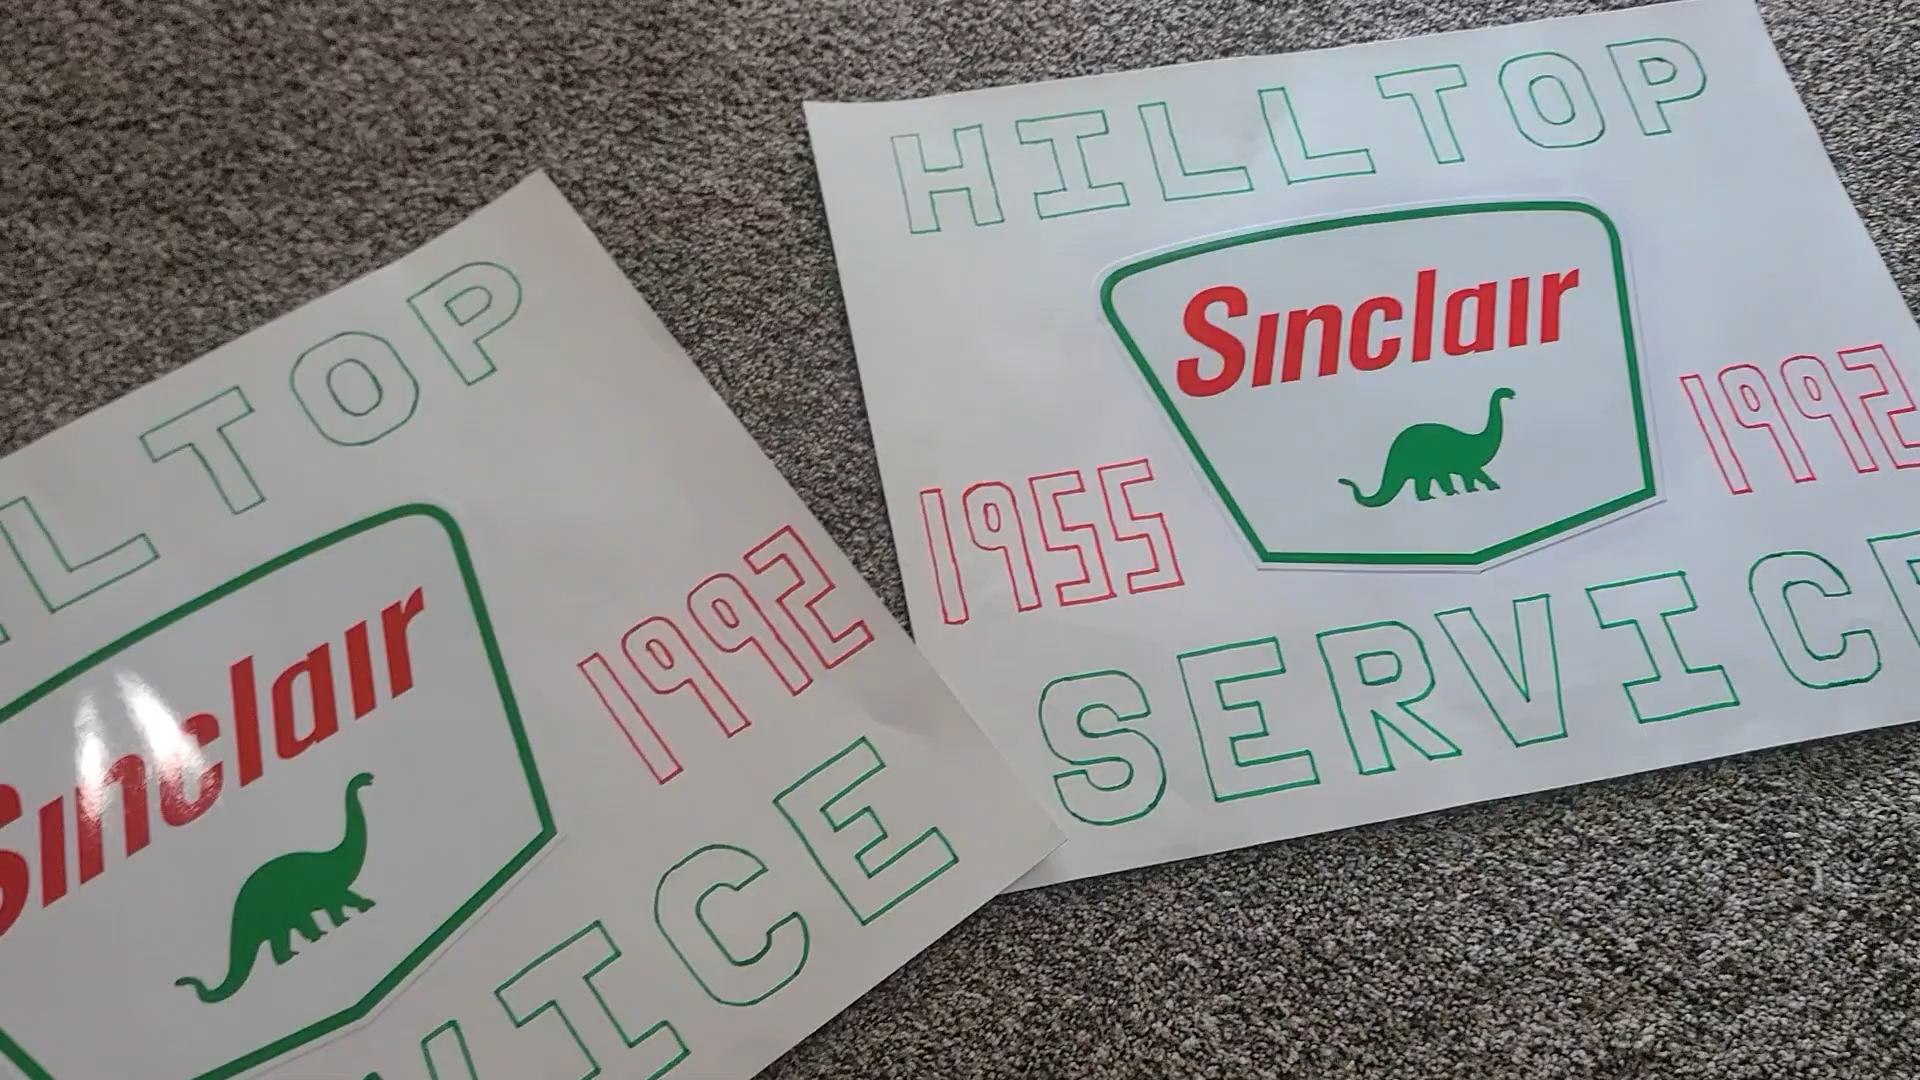 LTOP
Sinclair
1992
VICE
HILLTOP
Sinclair
1955
1992
SERVICE